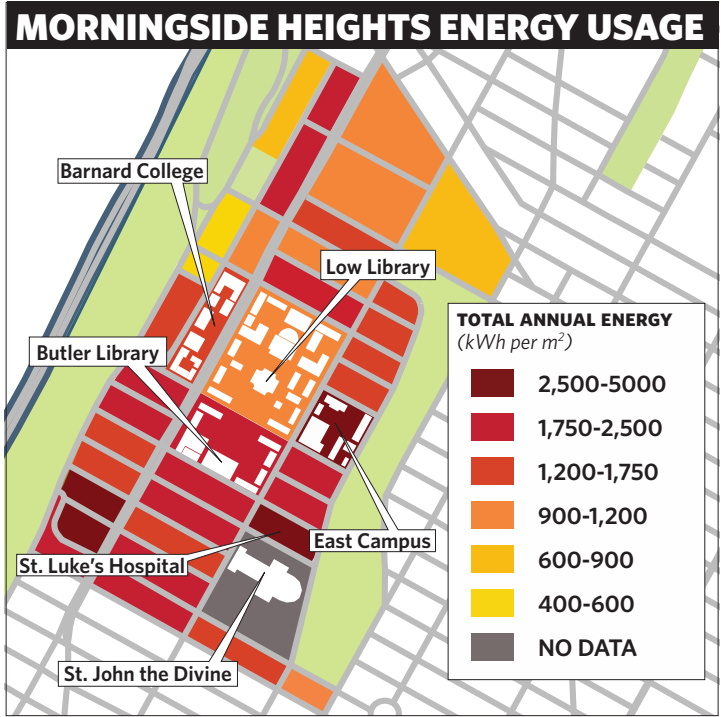 MORNINGSIDE HEIGHTS ENERGY USAGE
Barnard College
Low Library
Butler Library
East Campus
St. Luke's Hospital
St. John the Divine
TOTAL ANNUAL ENERGY
(kWh per m²)
2,500-5000
1,750-2,500
1,200-1,750
900-1,200
600-900
400-600
NO DATA